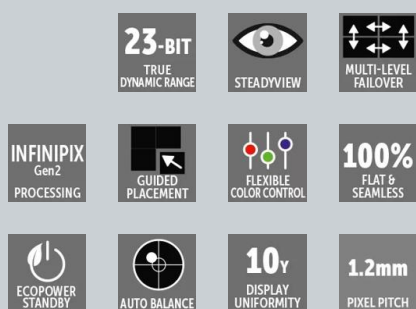 23-BIT
TRUE
DYNAMIC RANGE
STEADYVIEW
MULTI-LEVEL
FAILOVER
INFINIPIX
Gen2
PROCESSING
GUIDED
PLACEMENT
FLEXIBLE
COLOR CONTROL
100%
FLAT &
SEAMLESS
ECOPOWER
STANDBY
AUTO BALANCE
10Y
DISPLAY
UNIFORMITY
1.2mm
PIXEL PITCH